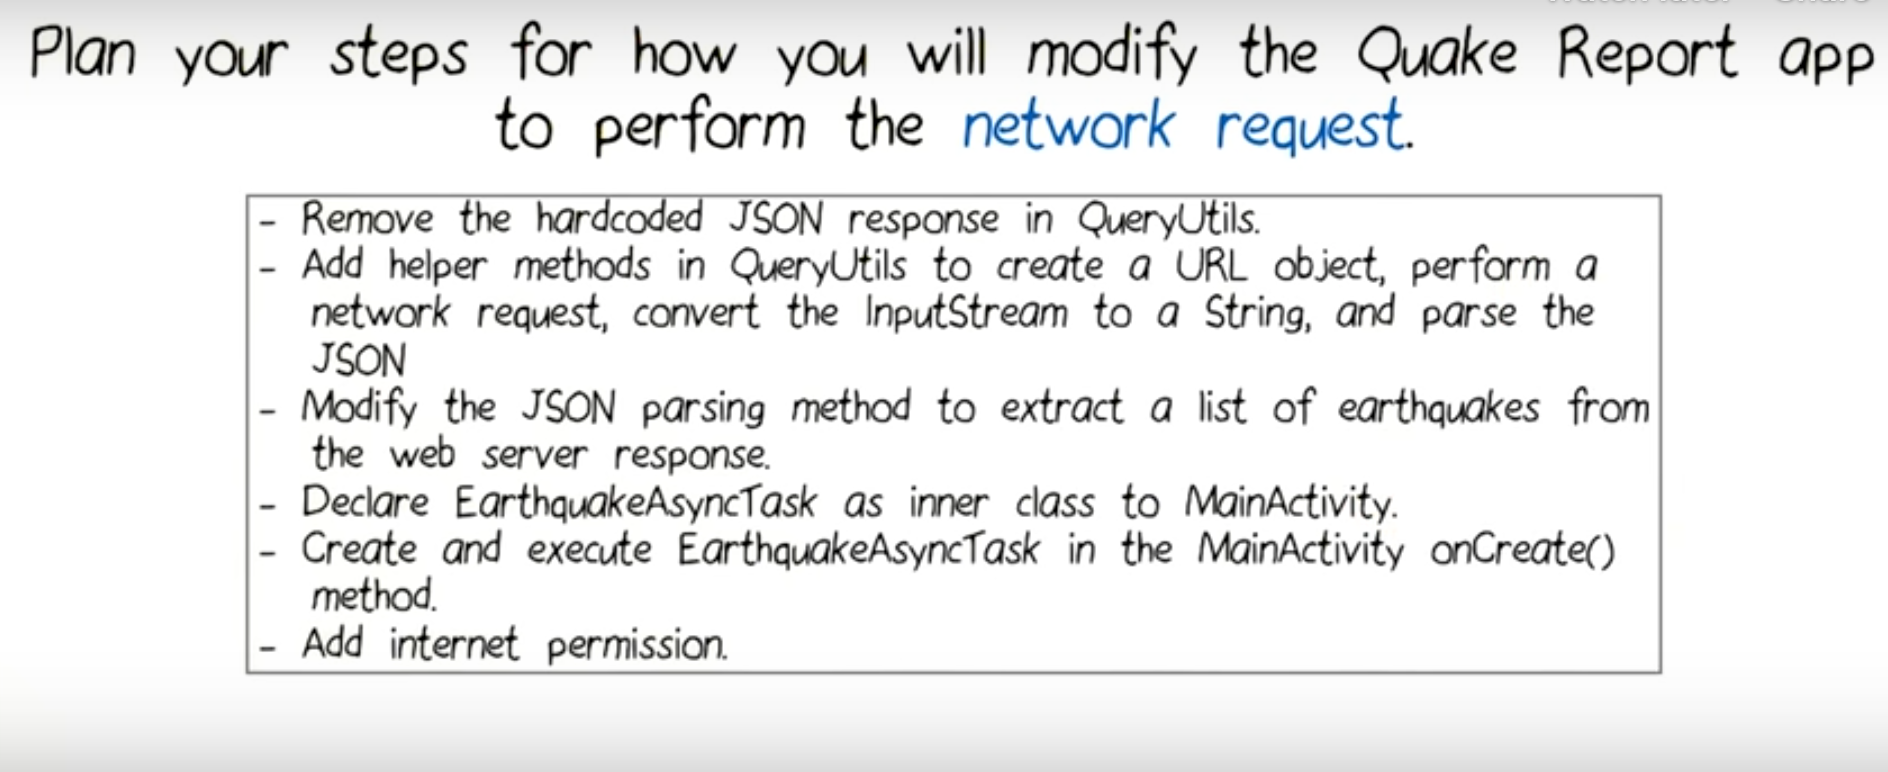 Plan your steps for how you will modify the Quake Report app
to perform the network request.
- Remove the hardcoded JSON response in QueryUtils.
- Add helper methods in QueryUtils to create a URL object, perform a
network request, convert the InputStream to a String, and parse the
JSON
- Modify the JSON parsing method to extract a list of earthquakes from
the web server response.
- Declare EarthquakeAsyncTask as inner class to MainActivity.
- Create and execute EarthquakeAsyncTask in the MainActivity onCreate()
method.
- Add internet permission.